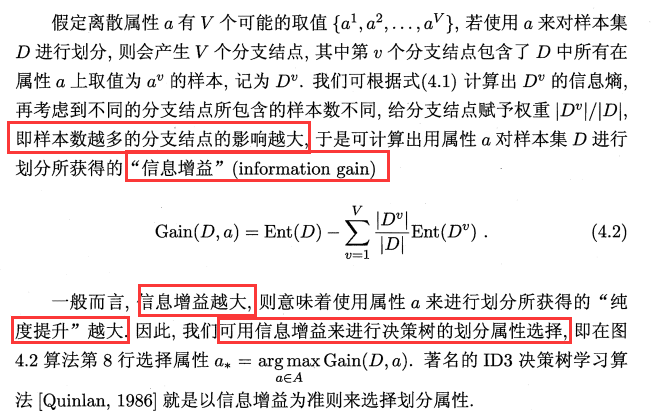 假定离散属性 a 有 V 个可能的取值 {a¹, a², . . . , aⱽ}, 若使用 a 来对样本集
D 进行划分, 则会产生 V 个分支结点, 其中第 v 个分支结点包含了 D 中所有在
属性 a 上取值为 aᵛ 的样本, 记为 Dᵛ. 我们可根据式(4.1) 计算出 Dᵛ 的信息熵,
再考虑到不同的分支结点所包含的样本数不同, 给分支结点赋予权重 |Dᵛ|/|D|,
即样本数越多的分支结点的影响越大, 于是可计算出用属性 a 对样本集 D 进行
划分所获得的“信息增益” (information gain)
Gain(D, a) = Ent(D) − ∑_{v=1}^{V} |Dᵛ|/|D| Ent(Dᵛ) . (4.2)
一般而言, 信息增益越大, 则意味着使用属性 a 来进行划分所获得的“纯
度提升”越大. 因此, 我们可用信息增益来进行决策树的划分属性选择, 即在图
4.2 算法第 8 行选择属性 a∗ = arg max_{a∈A} Gain(D, a). 著名的 ID3 决策树学习算
法 [Quinlan, 1986] 就是以信息增益为准则来选择划分属性.